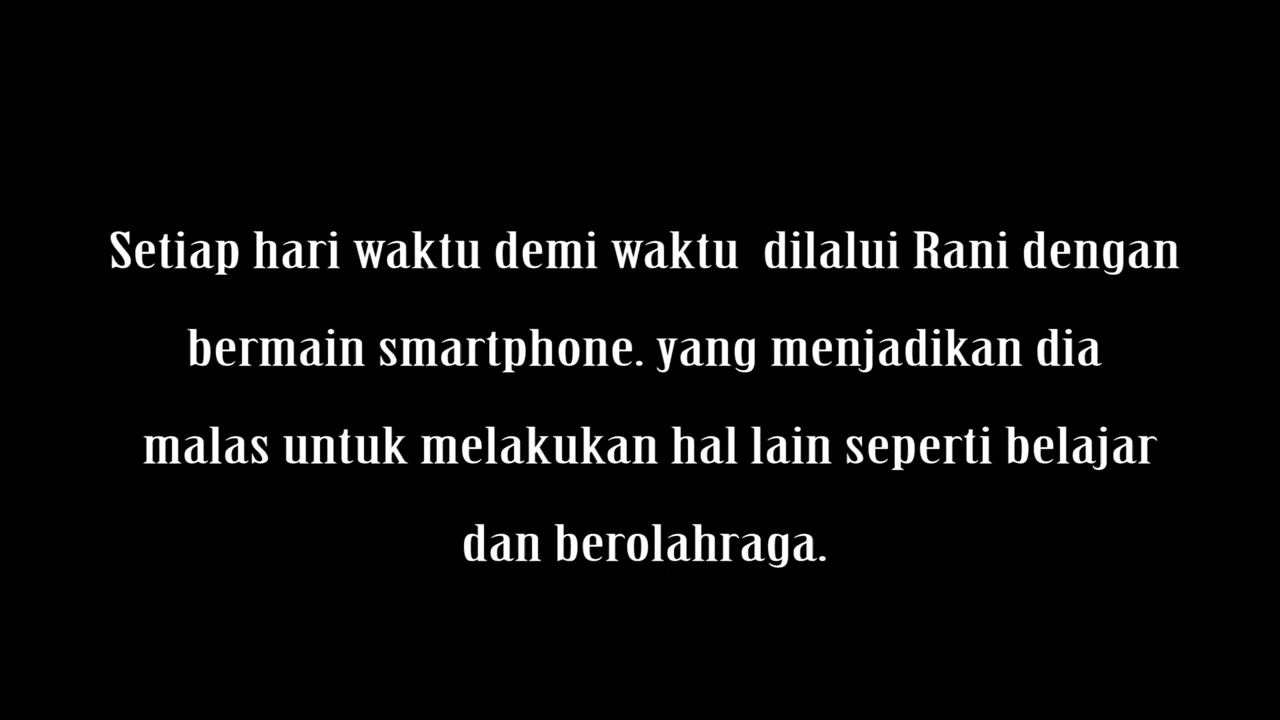 Setiap hari waktu demi waktu  dilalui Rani dengan
bermain smartphone. yang menjadikan dia
malas untuk melakukan hal lain seperti belajar
dan berolahraga.